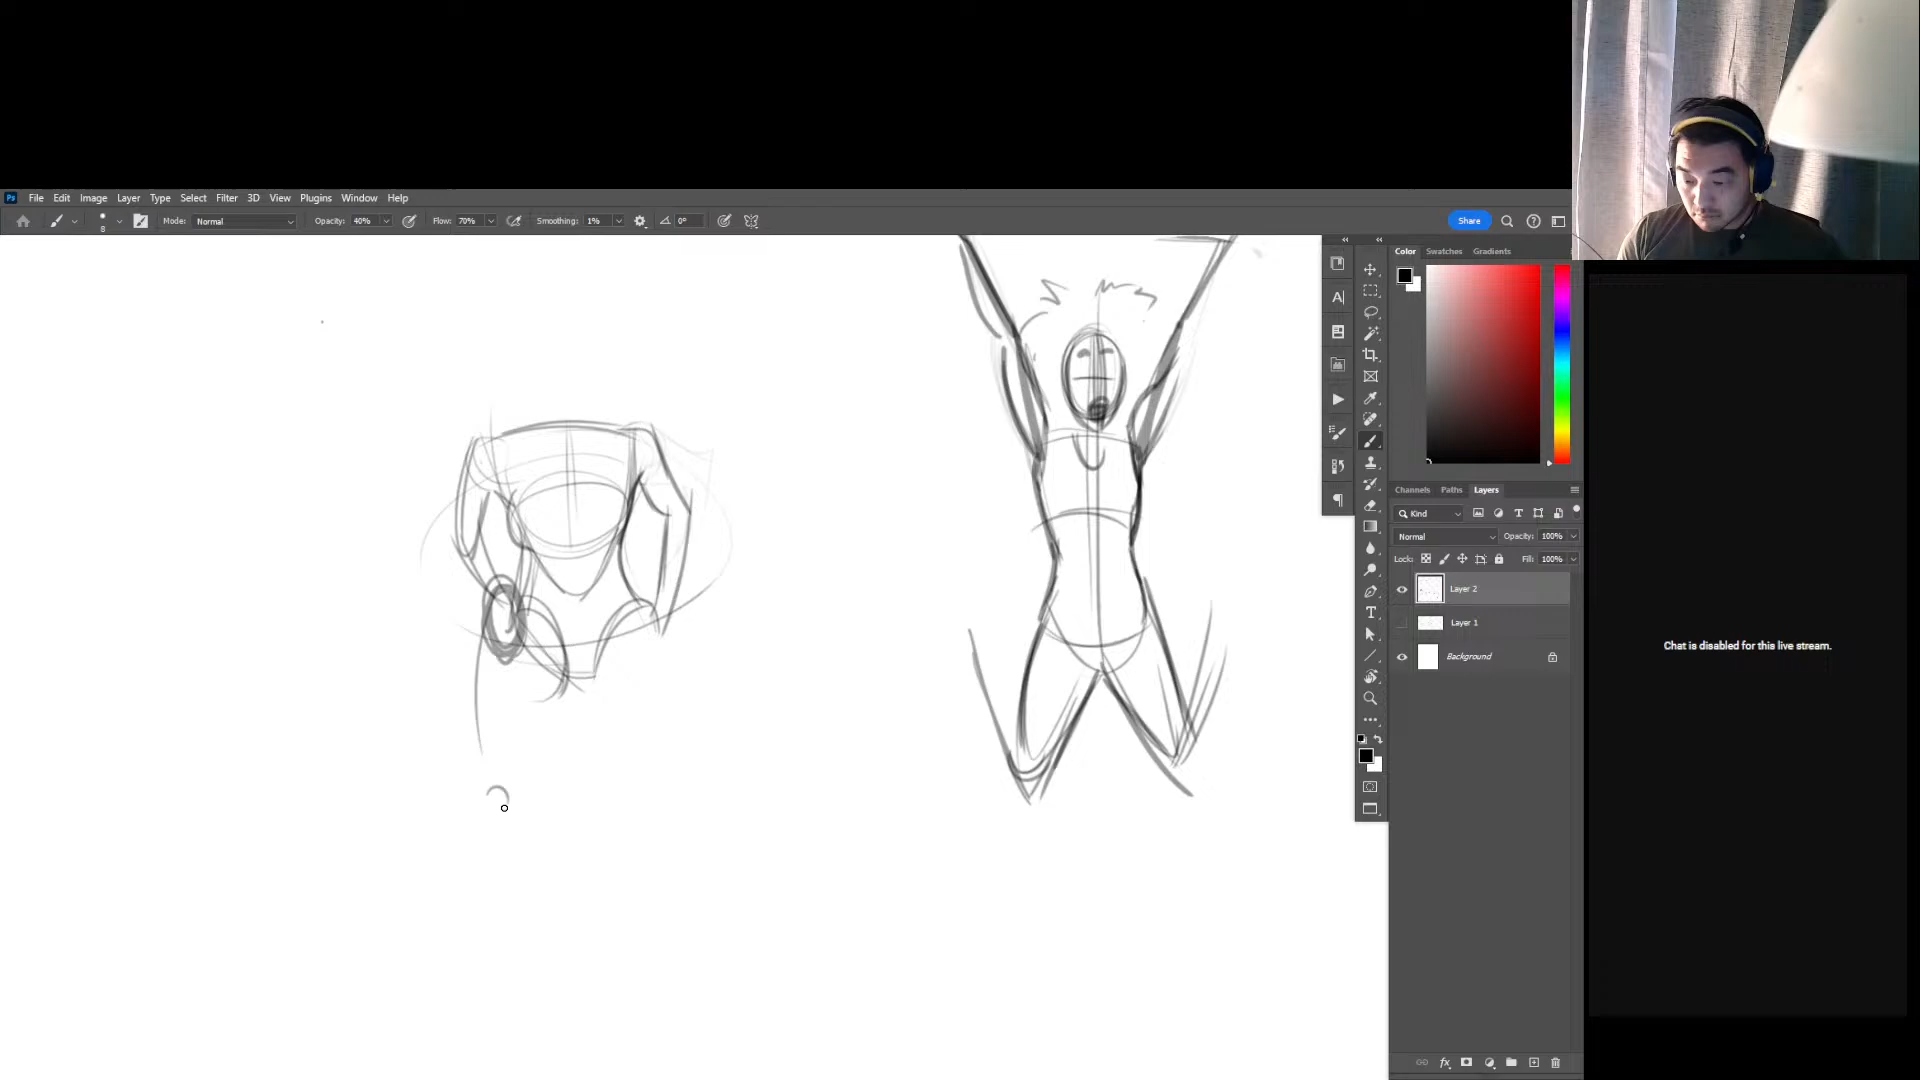 Ps File Edit Image Layer Type Select Filter 3D View Plugins Window Help
8 Mode: Normal Opacity: 40% Flow: 70% Smoothing: 1% 0° Share
Color Swatches Gradients
Channels Paths Layers
Kind
Normal Opacity: 100%
Lock: Fill: 100%
Layer 2
Layer 1
Background
Chat is disabled for this live stream.